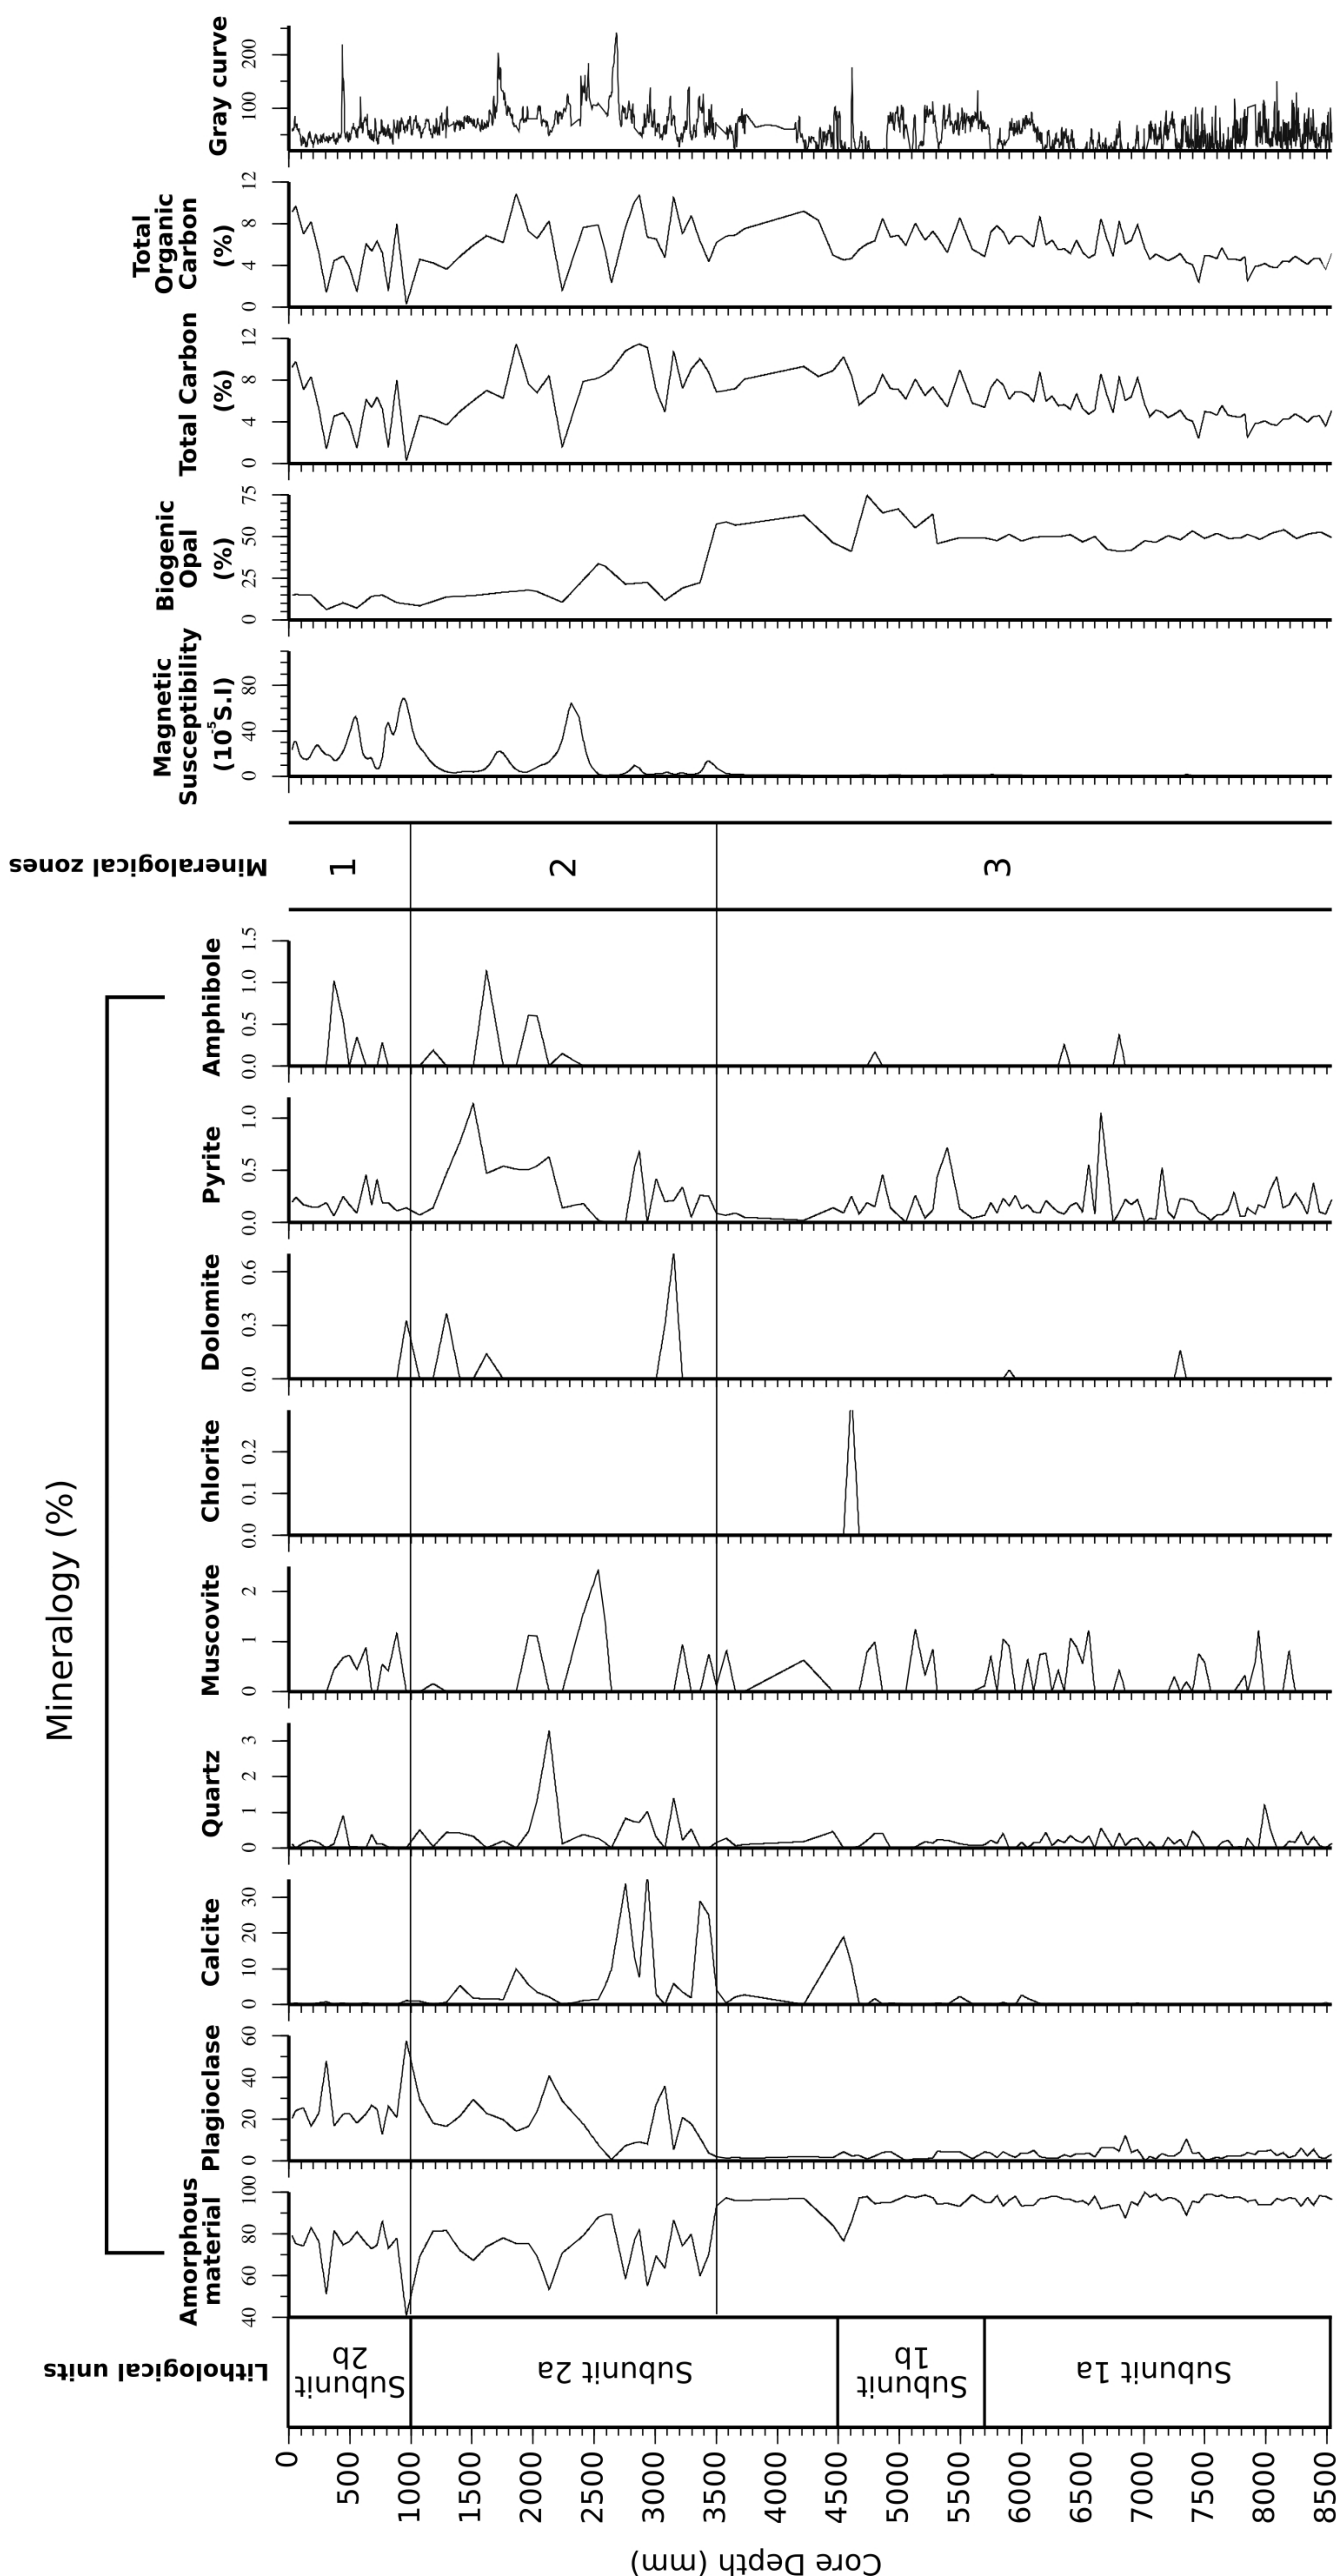 Mineralogy (%)
Lithological units
Amorphous
material
Plagioclase
Calcite
Quartz
Muscovite
Chlorite
Dolomite
Pyrite
Amphibole
Mineralogical zones
Magnetic
Susceptibility
(10⁻⁵S.I)
Biogenic
Opal
(%)
Total Carbon
(%)
Total
Organic
Carbon
(%)
Gray curve
40 60 80 100
0 20 40 60
0 10 20 30
0 1 2 3
0 1 2
0.0 0.1 0.2
0.0 0.3 0.6
0.0 0.5 1.0
0.0 0.5 1.0 1.5
0 40 80
0 25 50 75
0 4 8 12
0 4 8 12
100 200
Subunit
2b
Subunit 2a
Subunit
1b
Subunit 1a
1
2
3
Core Depth (mm)
0
500
1000
1500
2000
2500
3000
3500
4000
4500
5000
5500
6000
6500
7000
7500
8000
8500